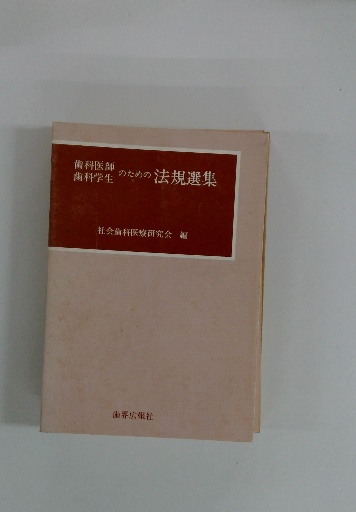 歯科医師
歯科学生 のための 法規選集
社会歯科医療研究会 編
歯界広報社